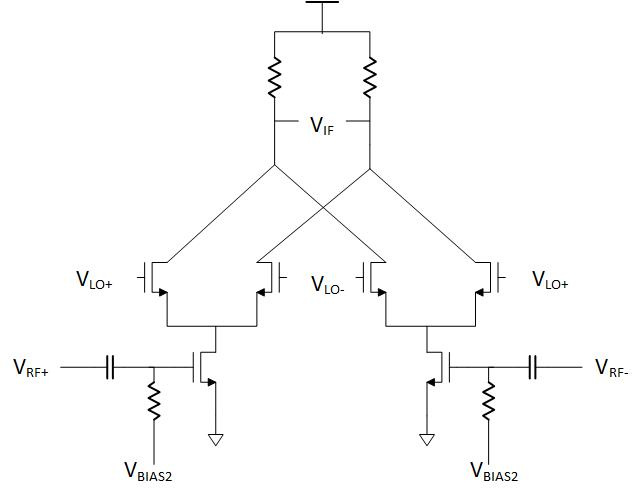 VIF
VLO+
VLO-
VLO+
VRF+
VRF-
VBIAS2
VBIAS2